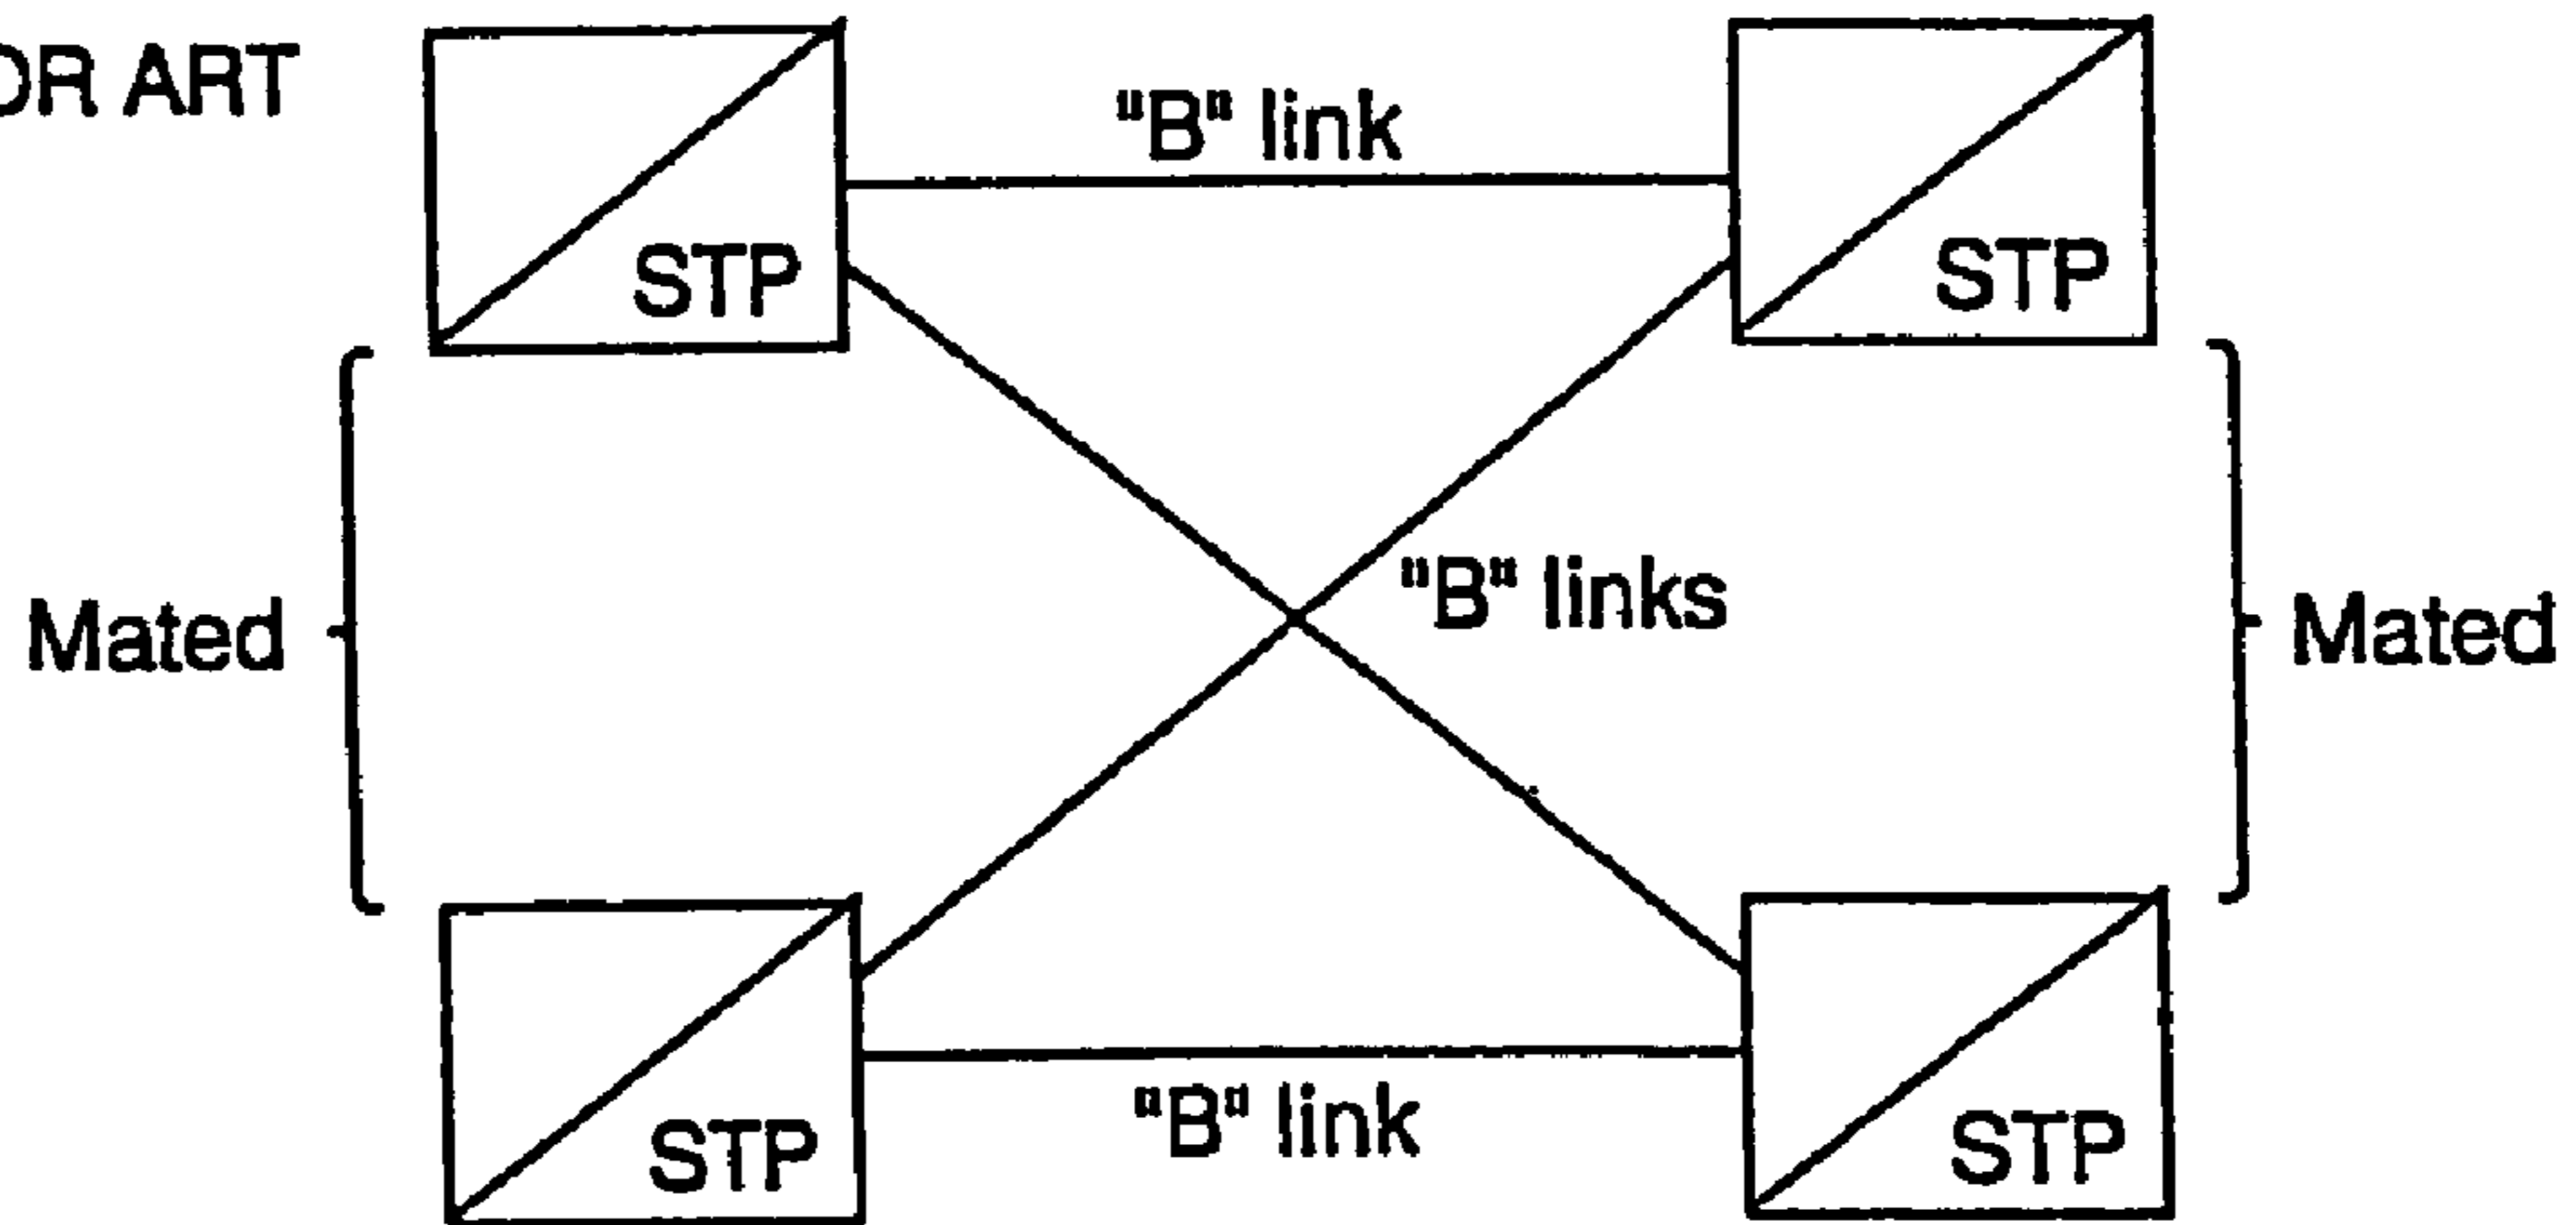 OR ART
"B" link
STP
STP
"B" links
Mated
Mated
"B" link
STP
STP